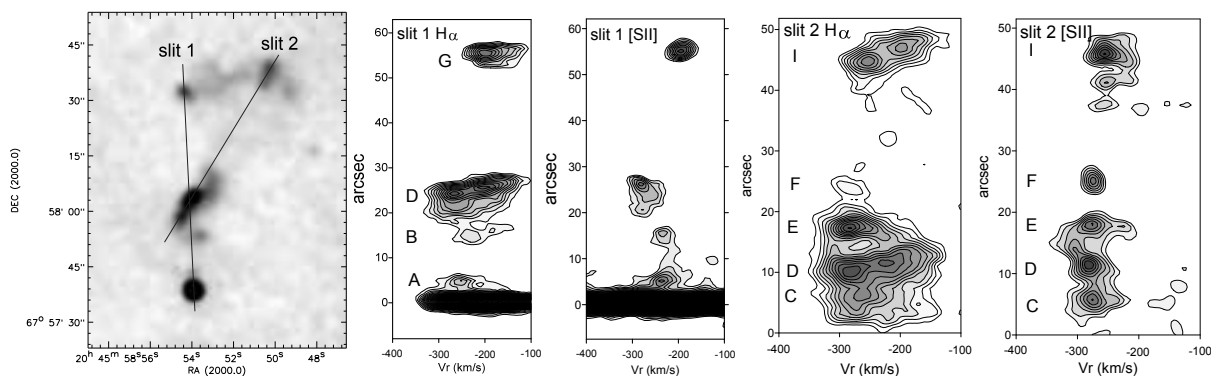 slit 1
slit 2
45"
30"
15"
58' 00"
45"
67° 57' 30"
DEC (2000.0)
20h 45m 58s56s 54s 52s 50s 48s
RA (2000.0)
slit 1 Hα
60
50
40
30
20
10
0
arcsec
G
D
B
A
-400 -300 -200 -100
Vr (km/s)
slit 1 [SII]
60
50
40
30
20
10
0
arcsec
-400 -300 -200 -100
Vr (km/s)
slit 2 Hα
50
40
30
20
10
0
arcsec
I
F
E
D
C
-400 -300 -200 -100
Vr (km/s)
slit 2 [SII]
50
40
30
20
10
0
arcsec
I
F
E
D
C
-400 -300 -200 -100
Vr (km/s)